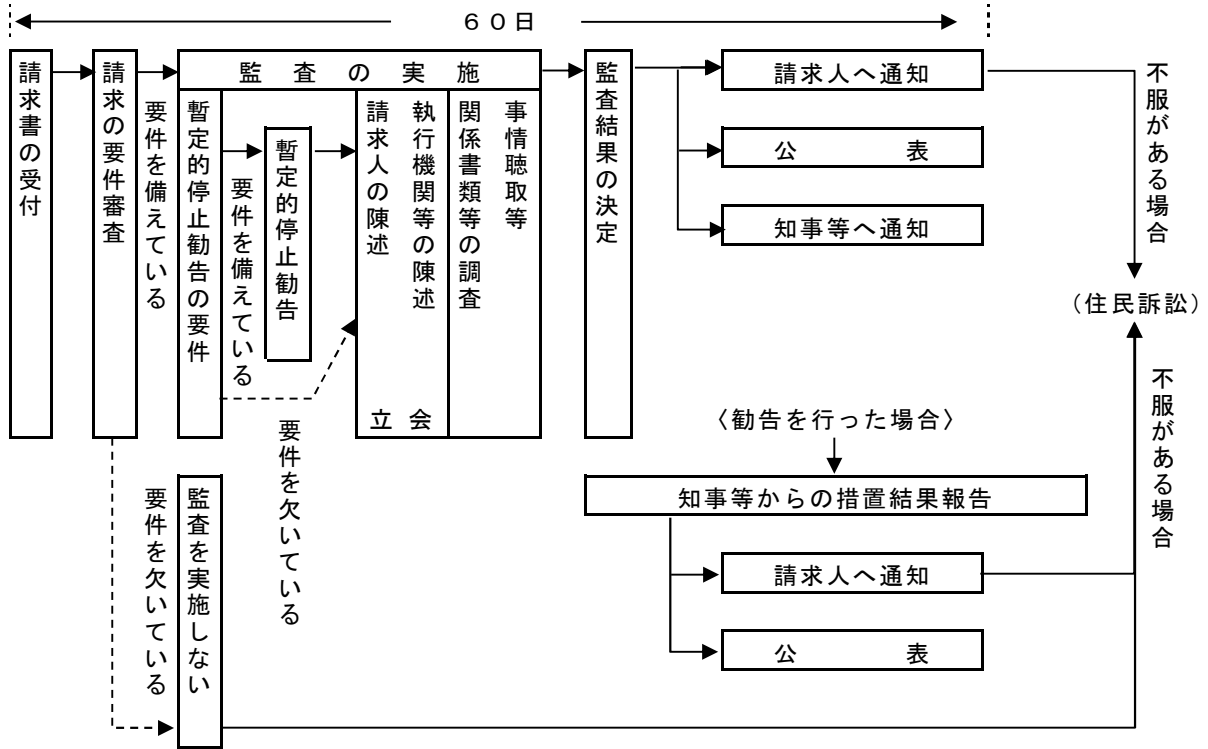 ６０日
請求書の受付
請求の要件審査
要件を備えている
監査の実施
暫定的停止勧告の要件
要件を備えている
暫定的停止勧告
請求人の陳述
執行機関等の陳述
立会
関係書類等の調査
事情聴取等
監査結果の決定
請求人へ通知
公表
知事等へ通知
不服がある場合
（住民訴訟）
不服がある場合
〈勧告を行った場合〉
知事等からの措置結果報告
請求人へ通知
公表
要件を欠いている
要件を欠いている
監査を実施しない